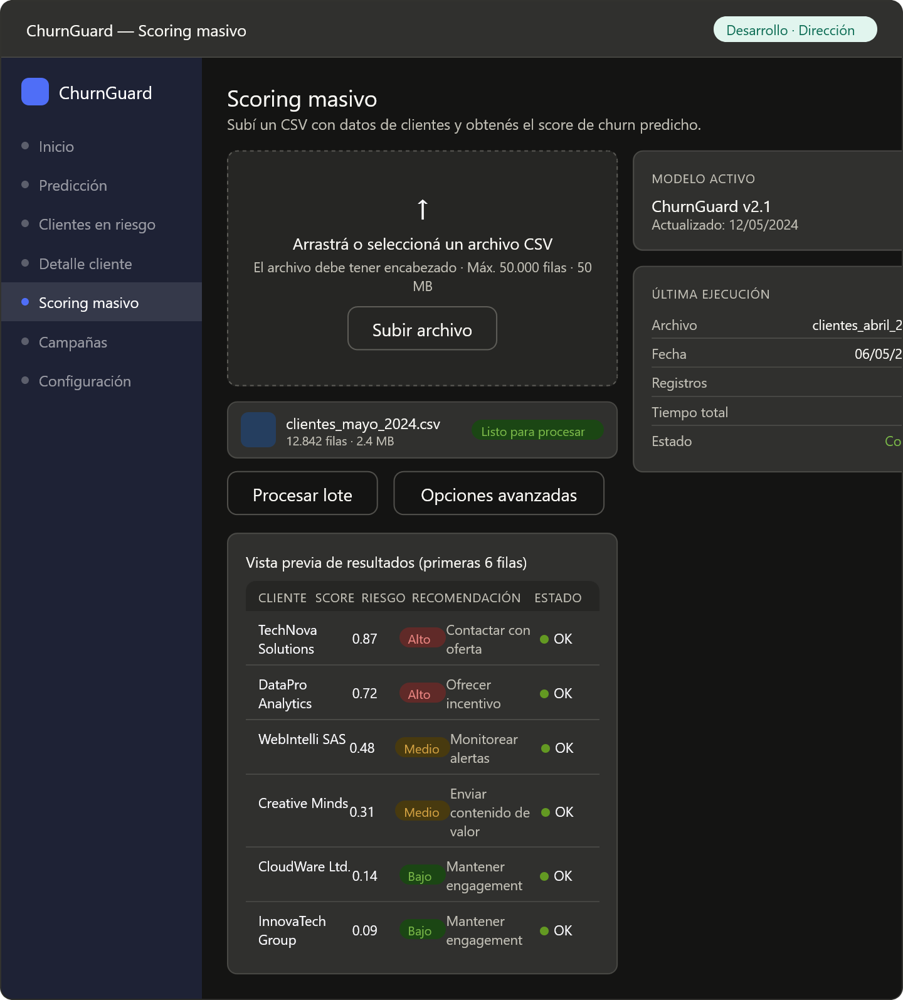 ChurnGuard — Scoring masivo
Desarrollo · Dirección
ChurnGuard
Inicio
Predicción
Clientes en riesgo
Detalle cliente
Scoring masivo
Campañas
Configuración
Scoring masivo
Subí un CSV con datos de clientes y obtenés el score de churn predicho.
↑
Arrastrá o seleccioná un archivo CSV
El archivo debe tener encabezado · Máx. 50.000 filas · 50
MB
Subir archivo
clientes_mayo_2024.csv
12.842 filas · 2.4 MB
Listo para procesar
Procesar lote
Opciones avanzadas
MODELO ACTIVO
ChurnGuard v2.1
Actualizado: 12/05/2024
ÚLTIMA EJECUCIÓN
Archivo clientes_abril_2
Fecha 06/05/2
Registros
Tiempo total
Estado Co
Vista previa de resultados (primeras 6 filas)
CLIENTE SCORE RIESGO RECOMENDACIÓN ESTADO
TechNova
Solutions
0.87
Alto
Contactar con
oferta
OK
DataPro
Analytics
0.72
Alto
Ofrecer
incentivo
OK
WebIntelli SAS
0.48
Medio
Monitorear
alertas
OK
Creative Minds
0.31
Medio
Enviar
contenido de
valor
OK
CloudWare Ltd.
0.14
Bajo
Mantener
engagement
OK
InnovaTech
Group
0.09
Bajo
Mantener
engagement
OK